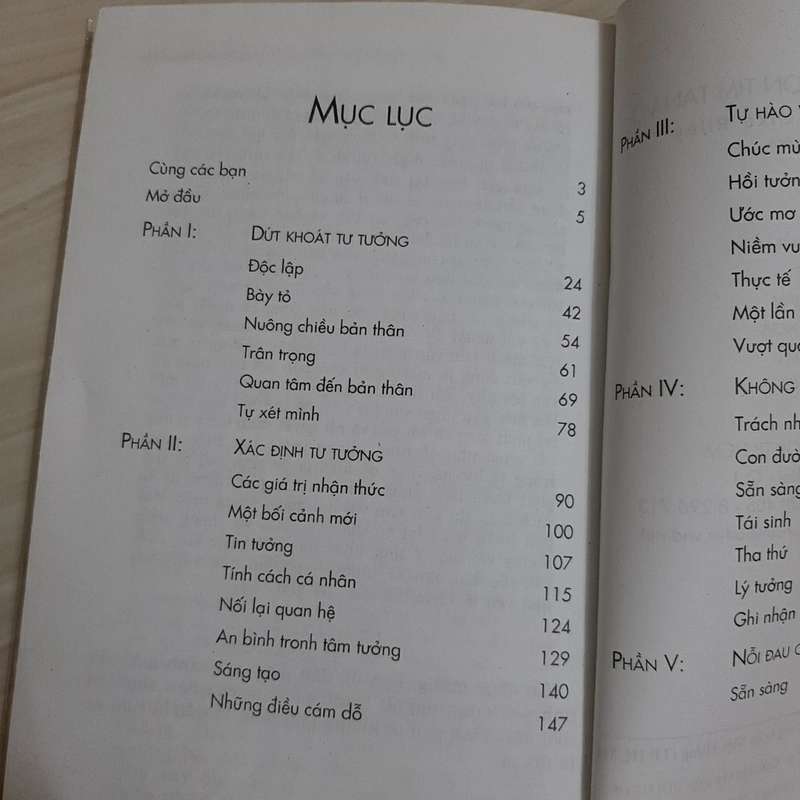 MỤC LỤC
Cùng các bạn 3
Mở đầu 5
PHẦN I: DỨT KHOÁT TƯ TƯỞNG
Độc lập 24
Bày tỏ 42
Nuông chiều bản thân 54
Trân trọng 61
Quan tâm đến bản thân 69
Tự xét mình 78
PHẦN II: XÁC ĐỊNH TƯ TƯỞNG
Các giá trị nhận thức 90
Một bối cảnh mới 100
Tin tưởng 107
Tính cách cá nhân 115
Nối lại quan hệ 124
An bình tronh tâm tưởng 129
Sáng tạo 140
Những điều cám dỗ 147
PHẦN III: TỰ HÀO
Chúc mừ
Hồi tưởn
Ước mơ
Niềm vu
Thực tế
Một lần
Vượt qu
PHẦN IV: KHÔNG
Trách nh
Con đườ
Sẵn sàng
Tái sinh
Tha thứ
Lý tưởng
Ghi nhận
PHẦN V: NỖI ĐAU
Sẵn sàng